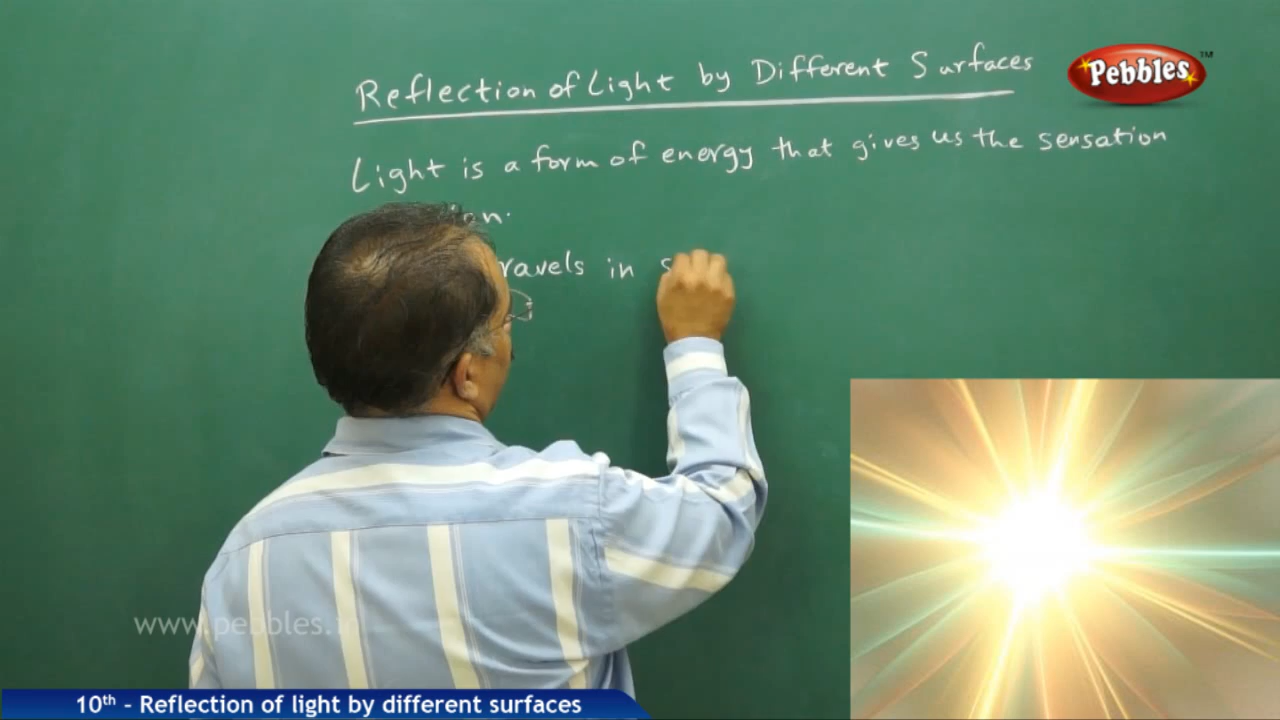 Reflection of Light by Different Surfaces
Pebbles™
Light is a form of energy that gives us the sensation
ravels in
www.pebbles.in
10th - Reflection of light by different surfaces